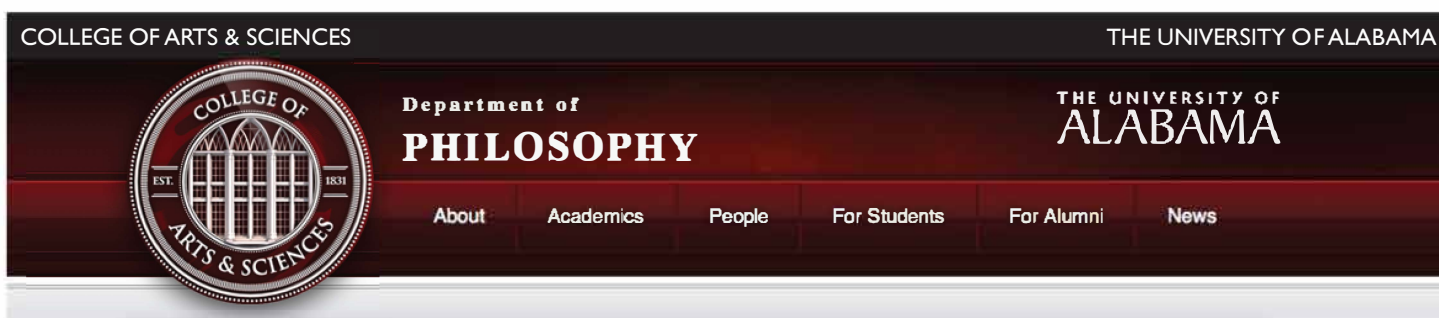 COLLEGE OF ARTS & SCIENCES
THE UNIVERSITY OF ALABAMA
COLLEGE OF
EST. 1831
ARTS & SCIENCES
Department of
PHILOSOPHY
THE UNIVERSITY OF
ALABAMA
About Academics People For Students For Alumni News